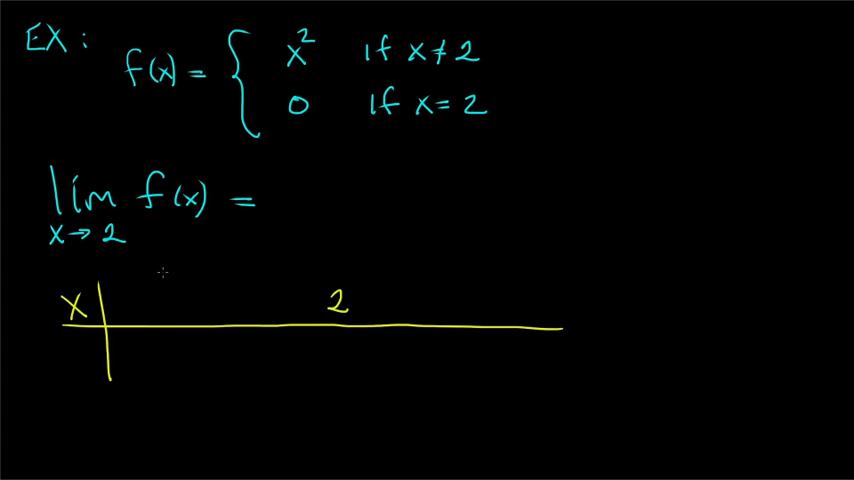 EX:
f(x) = { x² if x ≠ 2
0 if x = 2
lim f(x) =
x → 2
x | 2